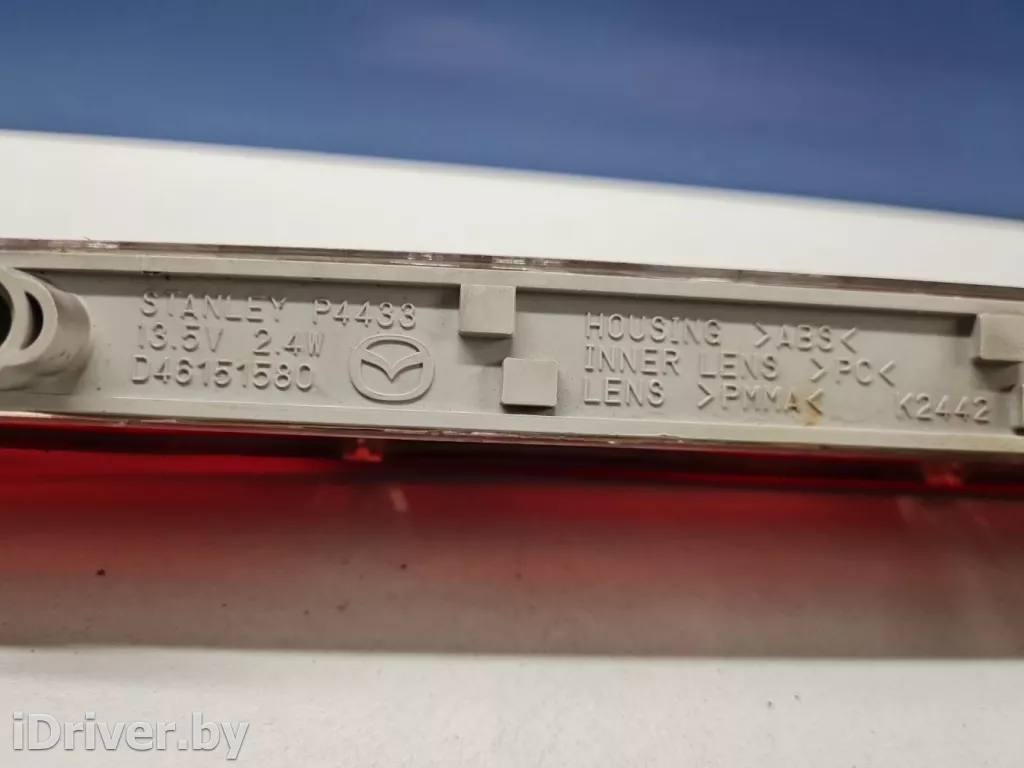 STANLEY P4433
13.5V 2.4W
D46151580
HOUSING >ABS<
INNER LENS >PC<
LENS >PMMA<
K2442
iDriver.by